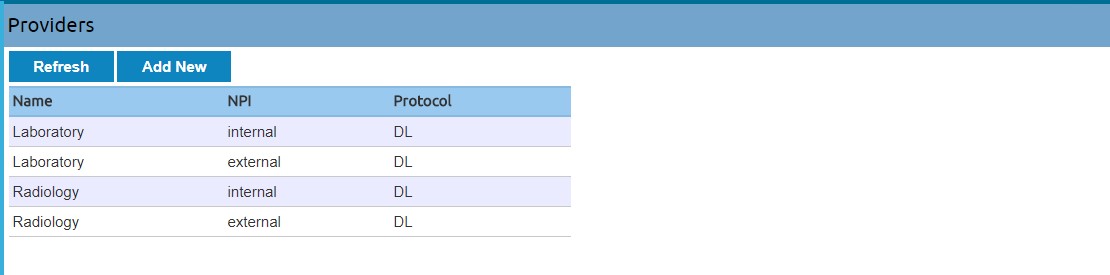 Providers
Refresh Add New
Name NPI Protocol
Laboratory internal DL
Laboratory external DL
Radiology internal DL
Radiology external DL